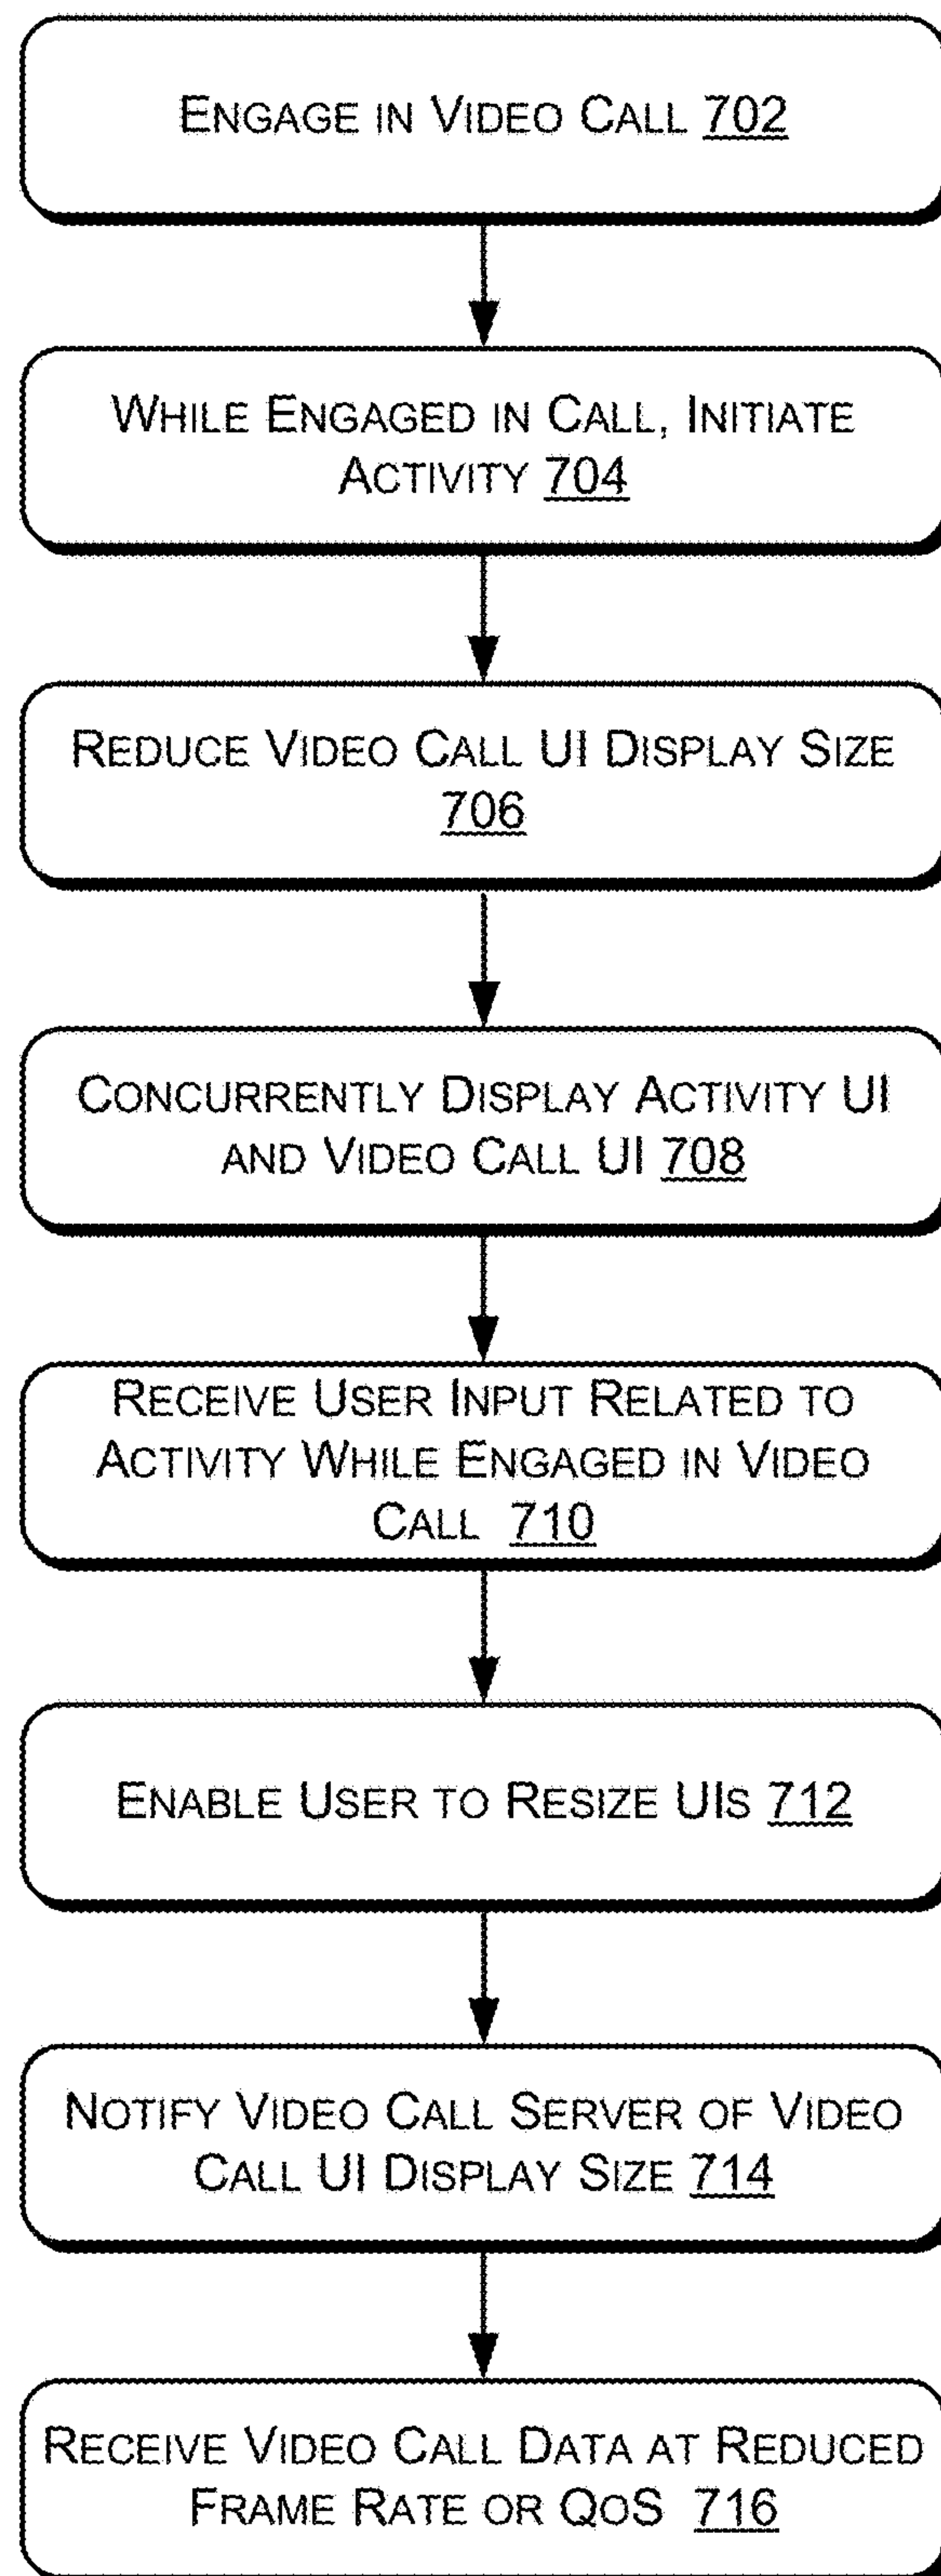 ENGAGE IN VIDEO CALL 702
WHILE ENGAGED IN CALL, INITIATE
ACTIVITY 704
REDUCE VIDEO CALL UI DISPLAY SIZE
706
CONCURRENTLY DISPLAY ACTIVITY UI
AND VIDEO CALL UI 708
RECEIVE USER INPUT RELATED TO
ACTIVITY WHILE ENGAGED IN VIDEO
CALL 710
ENABLE USER TO RESIZE UIS 712
NOTIFY VIDEO CALL SERVER OF VIDEO
CALL UI DISPLAY SIZE 714
RECEIVE VIDEO CALL DATA AT REDUCED
FRAME RATE OR QOS 716